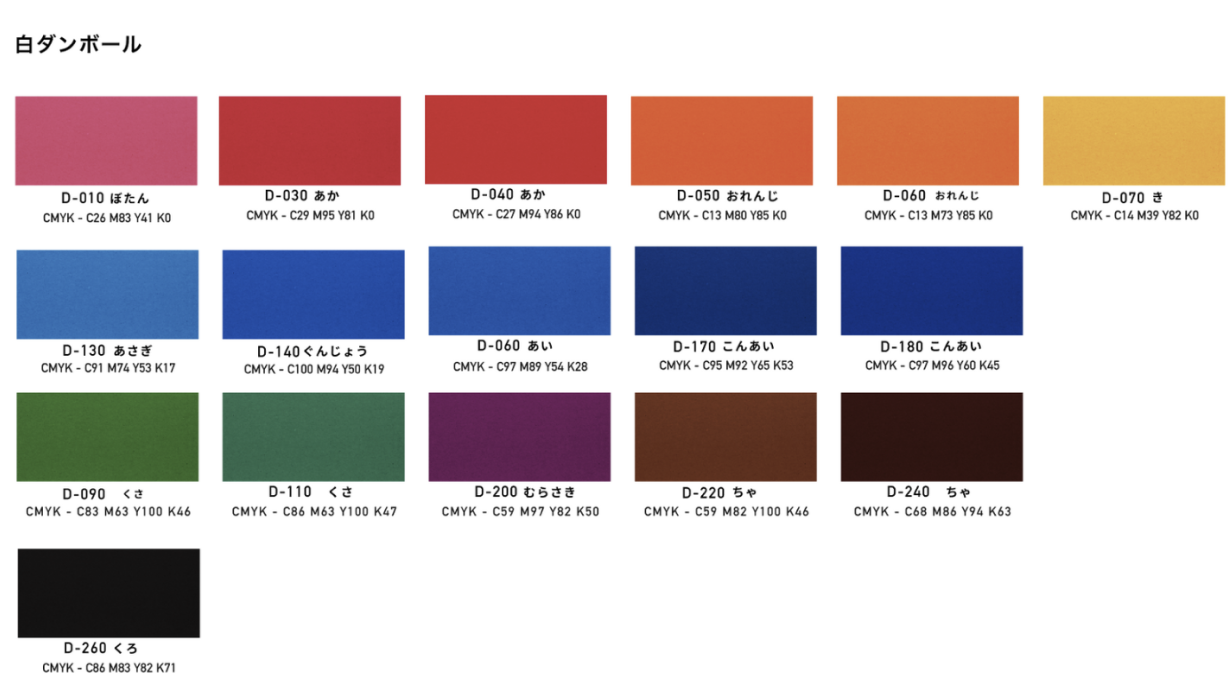 白ダンボール
D-010 ぼたん
CMYK - C26 M83 Y41 K0
D-030 あか
CMYK - C29 M95 Y81 K0
D-040 あか
CMYK - C27 M94 Y86 K0
D-050 おれんじ
CMYK - C13 M80 Y85 K0
D-060 おれんじ
CMYK - C13 M73 Y85 K0
D-070 き
CMYK - C14 M39 Y82 K0
D-130 あさぎ
CMYK - C91 M74 Y53 K17
D-140 ぐんじょう
CMYK - C100 M94 Y50 K19
D-060 あい
CMYK - C97 M89 Y54 K28
D-170 こんあい
CMYK - C95 M92 Y65 K53
D-180 こんあい
CMYK - C97 M96 Y60 K45
D-090 くさ
CMYK - C83 M63 Y100 K46
D-110 くさ
CMYK - C86 M63 Y100 K47
D-200 むらさき
CMYK - C59 M97 Y82 K50
D-220 ちゃ
CMYK - C59 M82 Y100 K46
D-240 ちゃ
CMYK - C68 M86 Y94 K63
D-260 くろ
CMYK - C86 M83 Y82 K71